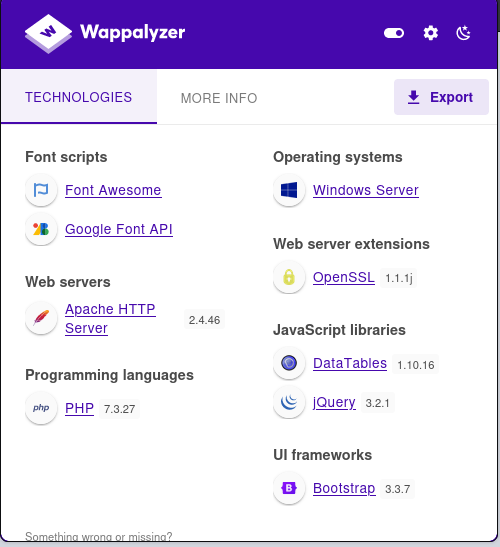 Wappalyzer
TECHNOLOGIES
MORE INFO
Export
Font scripts
Font Awesome
Google Font API
Web servers
Apache HTTP
Server
2.4.46
Programming languages
php
PHP 7.3.27
Operating systems
Windows Server
Web server extensions
OpenSSL 1.1.1j
JavaScript libraries
DataTables 1.10.16
jQuery 3.2.1
UI frameworks
B
Bootstrap 3.3.7
Something wrong or missing?